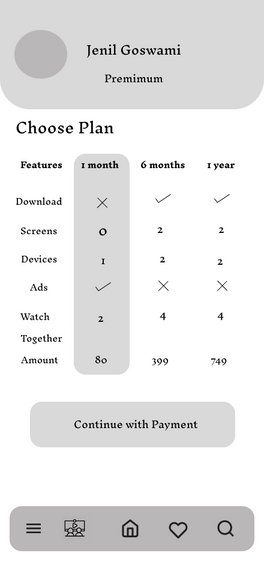 Jenil Goswami
Premimum
Choose Plan
Features 1 month 6 months 1 year
Download
Screens 0 2 2
Devices 1 2 2
Ads
Watch 2 4 4
Together
Amount 80 399 749
Continue with Payment